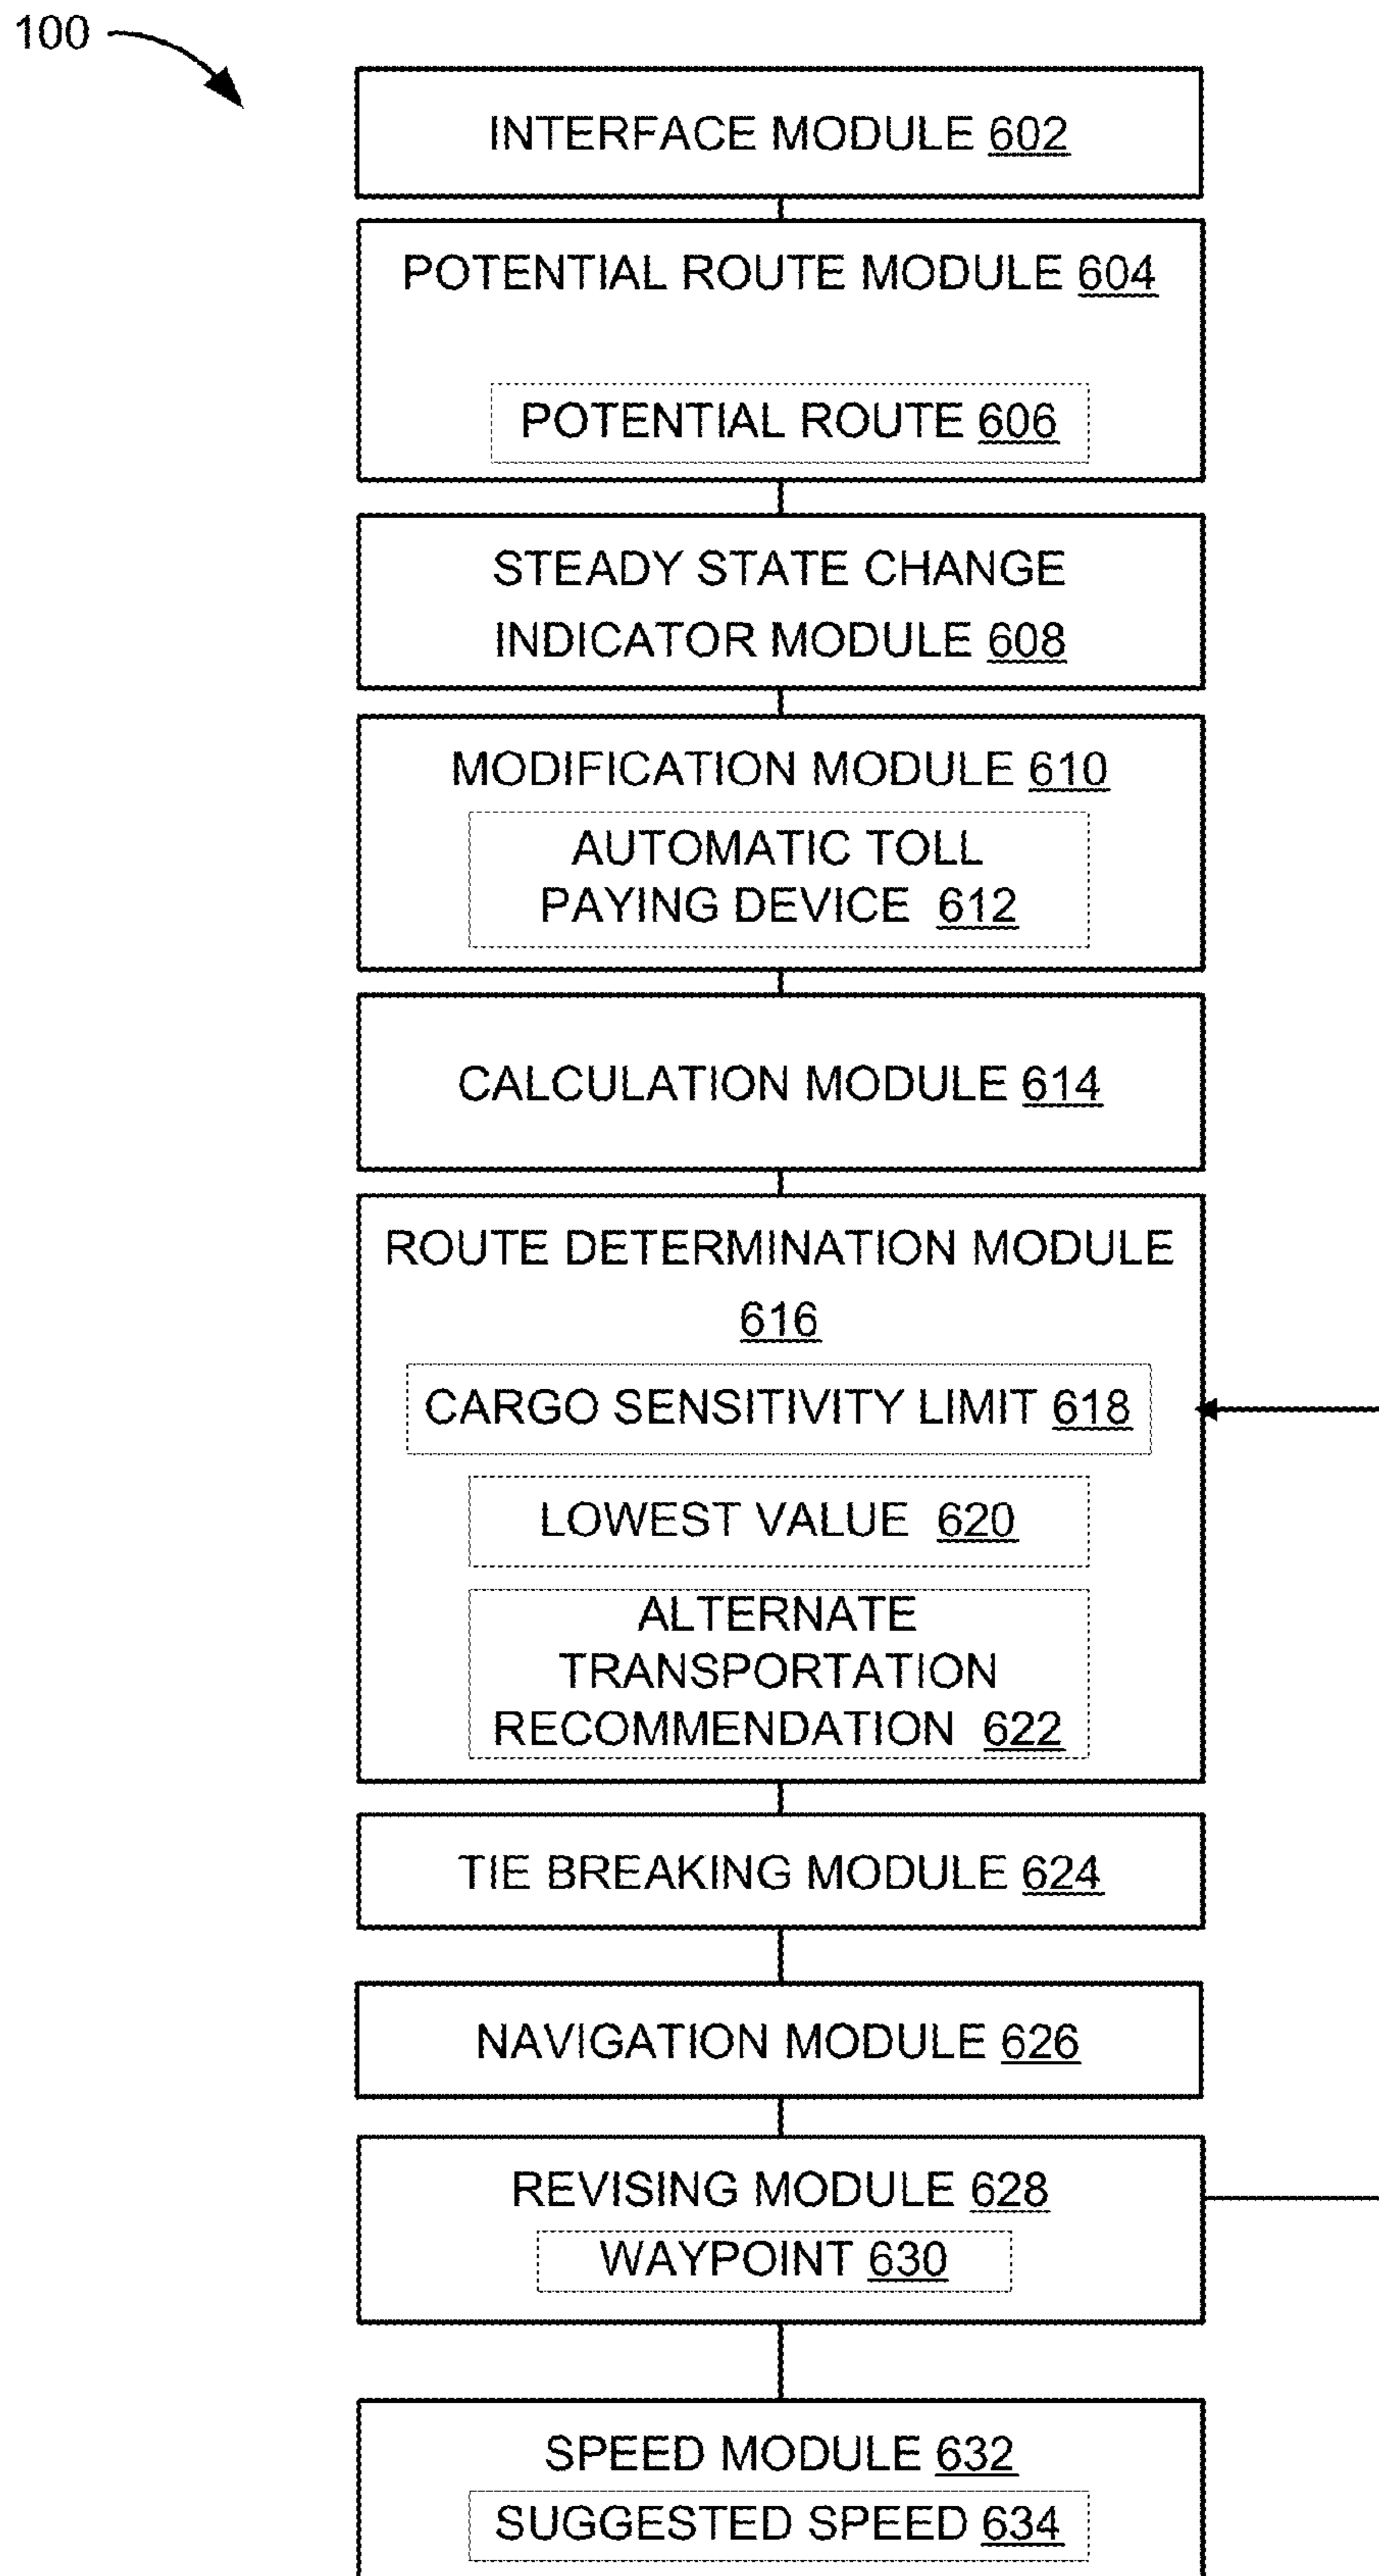 100
INTERFACE MODULE 602
POTENTIAL ROUTE MODULE 604
POTENTIAL ROUTE 606
STEADY STATE CHANGE
INDICATOR MODULE 608
MODIFICATION MODULE 610
AUTOMATIC TOLL
PAYING DEVICE 612
CALCULATION MODULE 614
ROUTE DETERMINATION MODULE
616
CARGO SENSITIVITY LIMIT 618
LOWEST VALUE 620
ALTERNATE
TRANSPORTATION
RECOMMENDATION 622
TIE BREAKING MODULE 624
NAVIGATION MODULE 626
REVISING MODULE 628
WAYPOINT 630
SPEED MODULE 632
SUGGESTED SPEED 634